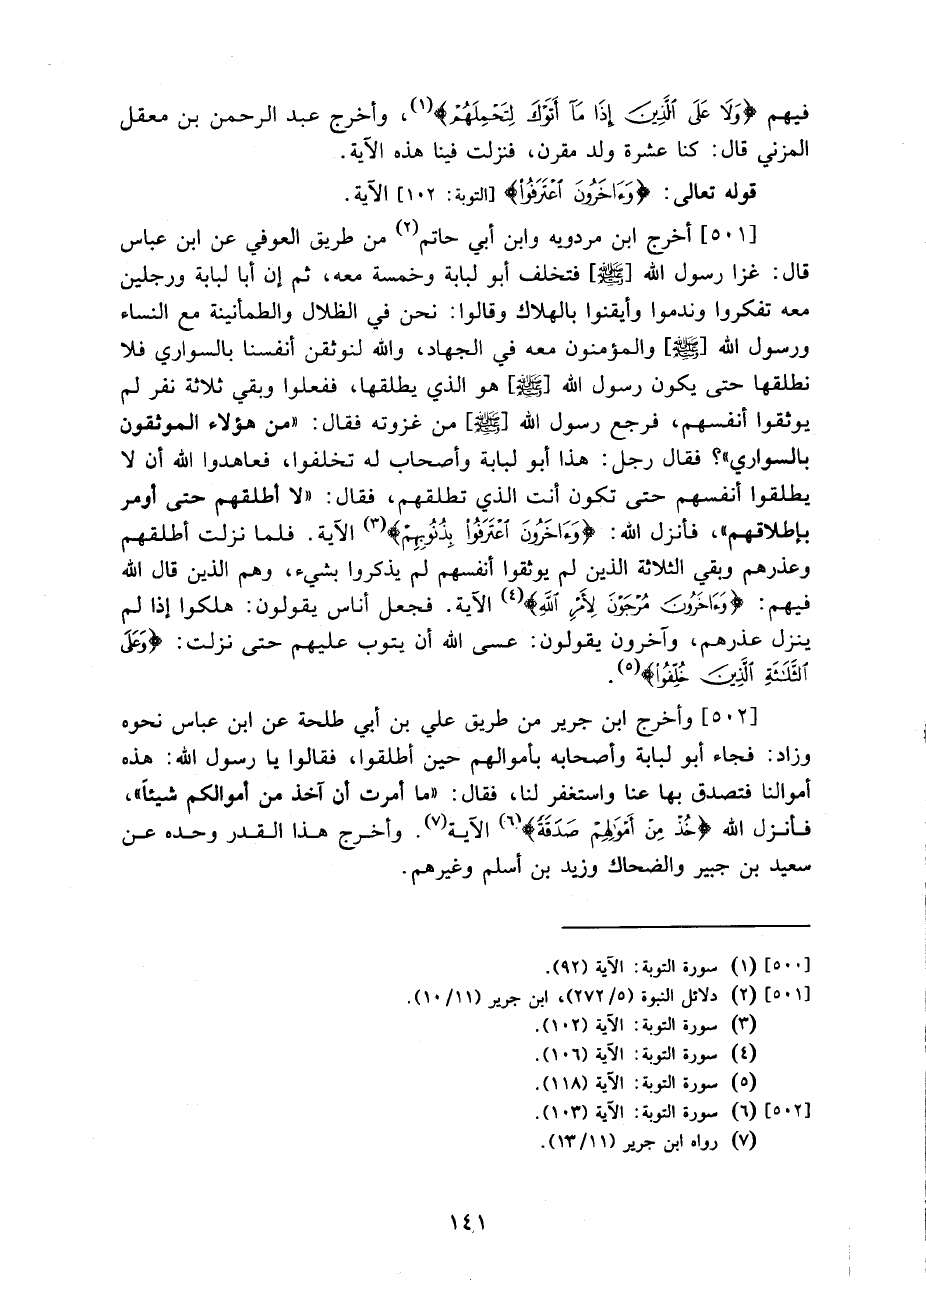 فيهم ﴿وَلَا عَلَى ٱلَّذِينَ إِذَا مَآ أَتَوْكَ لِتَحْمِلَهُمْ﴾(١)، وأخرج عبد الرحمن بن معقل
المزني قال: كنا عشرة ولد مقرن، فنزلت فينا هذه الآية.
قوله تعالى: ﴿وَءَاخَرُونَ ٱعْتَرَفُوا۟﴾ [التوبة: ١٠٢] الآية.
[٥٠١] أخرج ابن مردويه وابن أبي حاتم(٢) من طريق العوفي عن ابن عباس
قال: غزا رسول الله [ﷺ] فتخلف أبو لبابة وخمسة معه، ثم إن أبا لبابة ورجلين
معه تفكروا وندموا وأيقنوا بالهلاك وقالوا: نحن في الظلال والطمأنينة مع النساء
ورسول الله [ﷺ] والمؤمنون معه في الجهاد، والله لنوثقن أنفسنا بالسواري فلا
نطلقها حتى يكون رسول الله [ﷺ] هو الذي يطلقها، ففعلوا وبقي ثلاثة نفر لم
يوثقوا أنفسهم، فرجع رسول الله [ﷺ] من غزوته فقال: «من هؤلاء الموثقون
بالسواري»؟ فقال رجل: هذا أبو لبابة وأصحاب له تخلفوا، فعاهدوا الله أن لا
يطلقوا أنفسهم حتى تكون أنت الذي تطلقهم، فقال: «لا أطلقهم حتى أومر
بإطلاقهم»، فأنزل الله: ﴿وَءَاخَرُونَ ٱعْتَرَفُوا۟ بِذُنُوبِهِمْ﴾(٣) الآية. فلما نزلت أطلقهم
وعذرهم وبقي الثلاثة الذين لم يوثقوا أنفسهم لم يذكروا بشيء، وهم الذين قال الله
فيهم: ﴿وَءَاخَرُونَ مُرْجَوْنَ لِأَمْرِ ٱللَّهِ﴾(٤) الآية. فجعل أناس يقولون: هلكوا إذا لم
ينزل عذرهم، وآخرون يقولون: عسى الله أن يتوب عليهم حتى نزلت: ﴿وَعَلَى
ٱلثَّلَٰثَةِ ٱلَّذِينَ خُلِّفُوا۟﴾(٥).
[٥٠٢] وأخرج ابن جرير من طريق علي بن أبي طلحة عن ابن عباس نحوه
وزاد: فجاء أبو لبابة وأصحابه بأموالهم حين أطلقوا، فقالوا يا رسول الله: هذه
أموالنا فتصدق بها عنا واستغفر لنا، فقال: «ما أمرت أن آخذ من أموالكم شيئاً»،
فأنزل الله ﴿خُذْ مِنْ أَمْوَٰلِهِمْ صَدَقَةً﴾(٦) الآية(٧). وأخرج هذا القدر وحده عن
سعيد بن جبير والضحاك وزيد بن أسلم وغيرهم.
[٥٠٠] (١) سورة التوبة: الآية (٩٢).
[٥٠١] (٢) دلائل النبوة (٢٧٢/٥)، ابن جرير (١٠/١١).
(٣) سورة التوبة: الآية (١٠٢).
(٤) سورة التوبة: الآية (١٠٦).
(٥) سورة التوبة: الآية (١١٨).
[٥٠٢] (٦) سورة التوبة: الآية (١٠٣).
(٧) رواه ابن جرير (١٣/١١).
١٤١